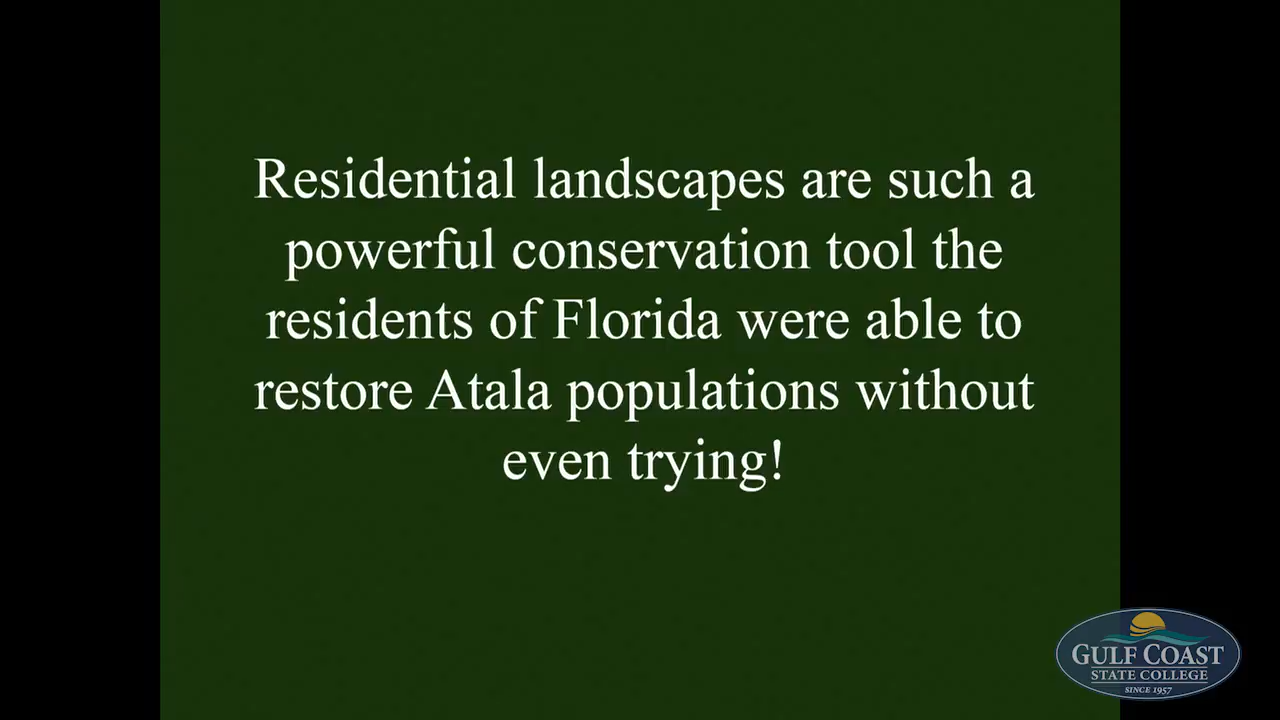 Residential landscapes are such a
powerful conservation tool the
residents of Florida were able to
restore Atala populations without
even trying!
GULF COAST
STATE COLLEGE
SINCE 1957